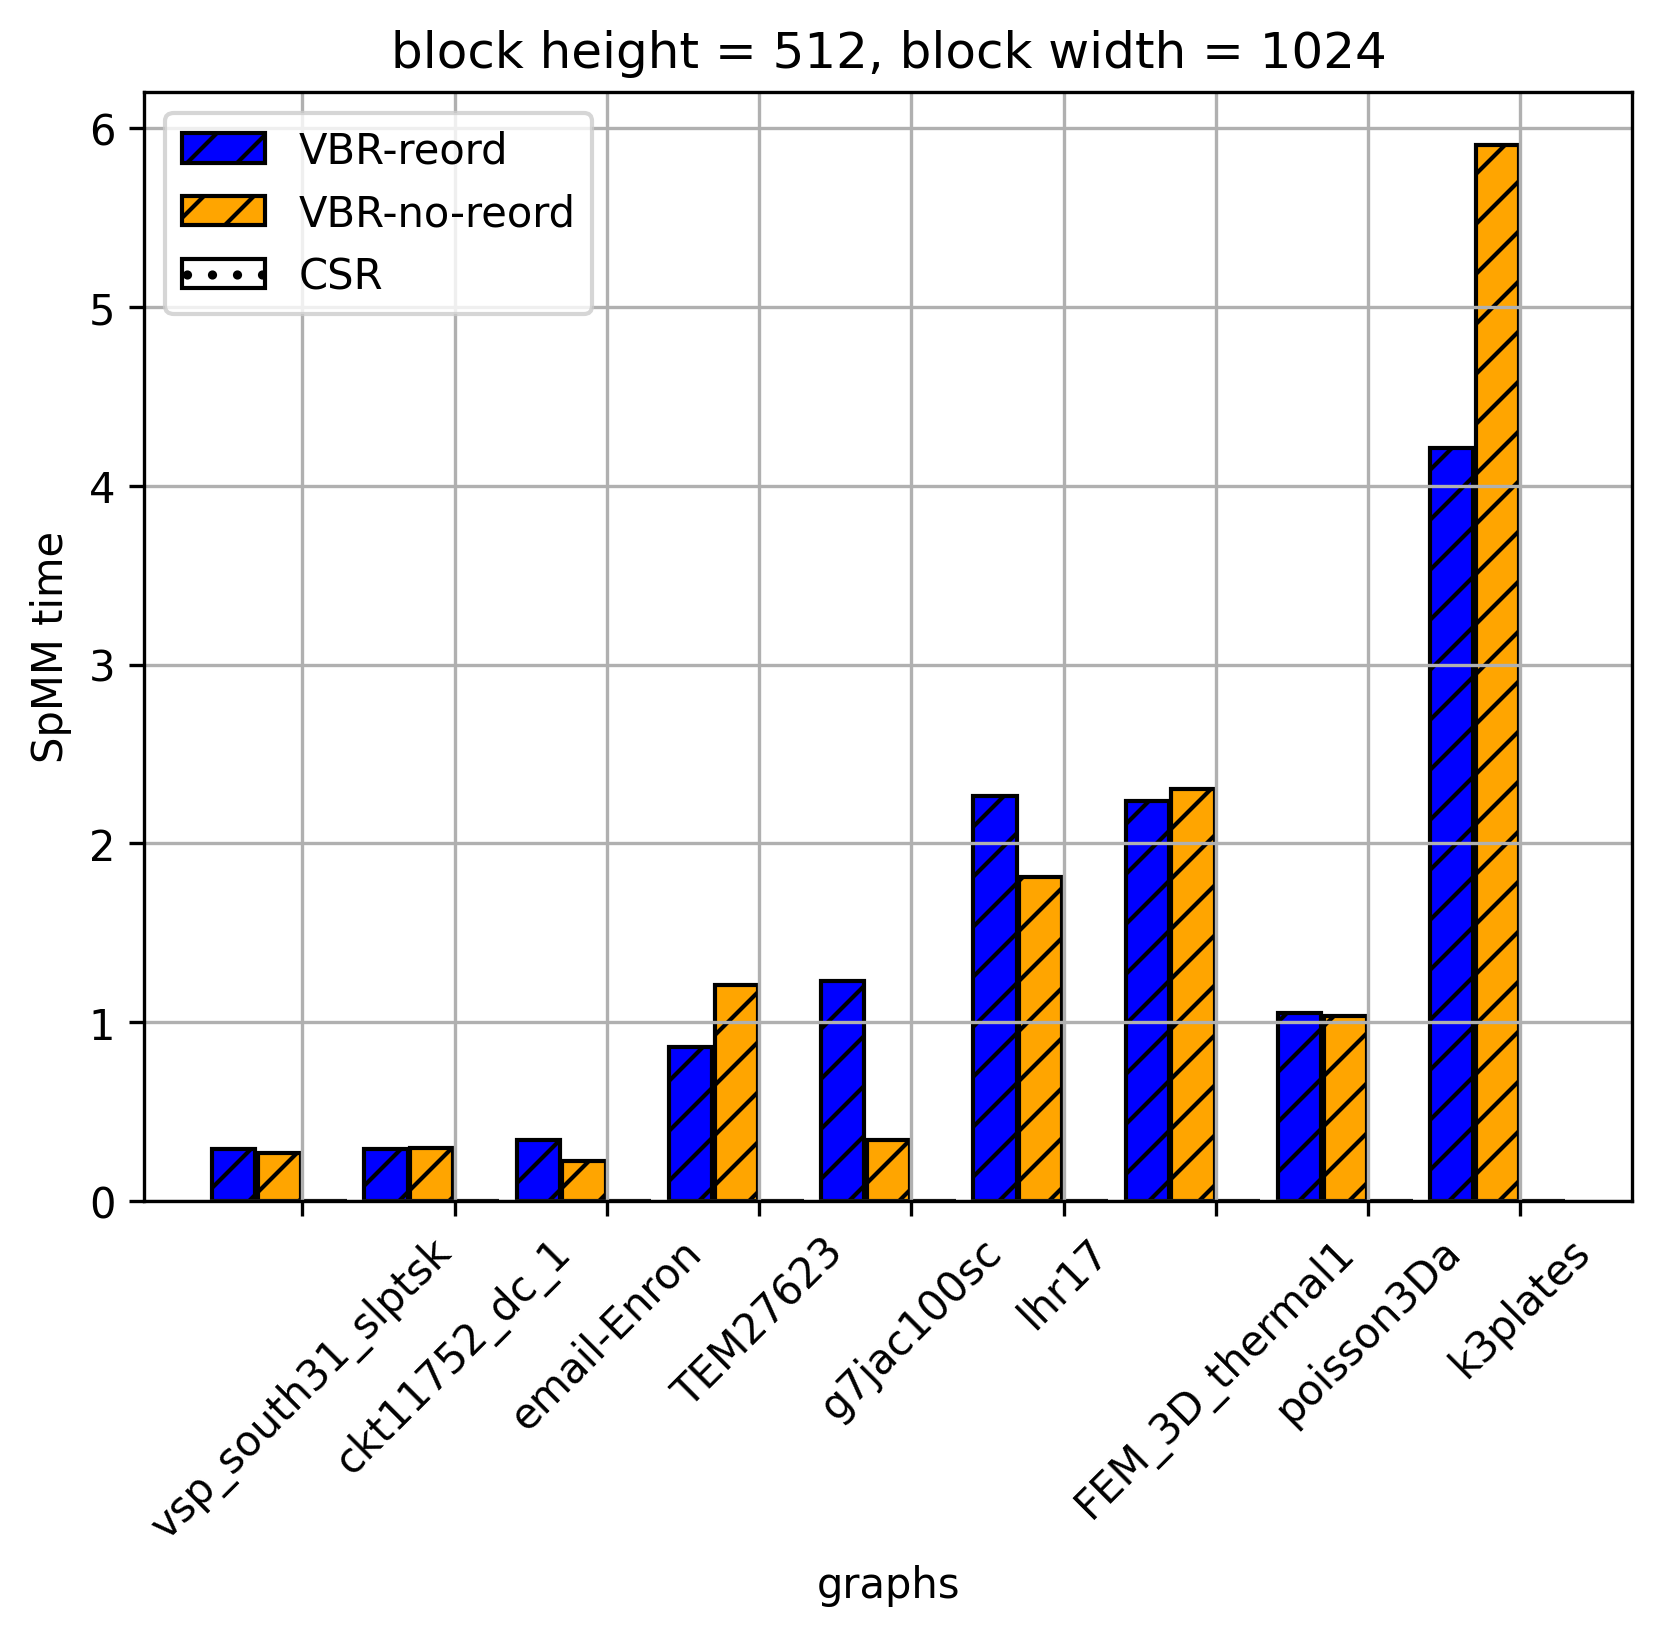 block height = 512, block width = 1024
6
5
4
3
2
1
0
SpMM time
VBR-reord
VBR-no-reord
CSR
vsp_south31_slptsk
ckt11752_dc_1
email-Enron
TEM27623
g7jac100sc
lhr17
FEM_3D_thermal1
poisson3Da
k3plates
graphs